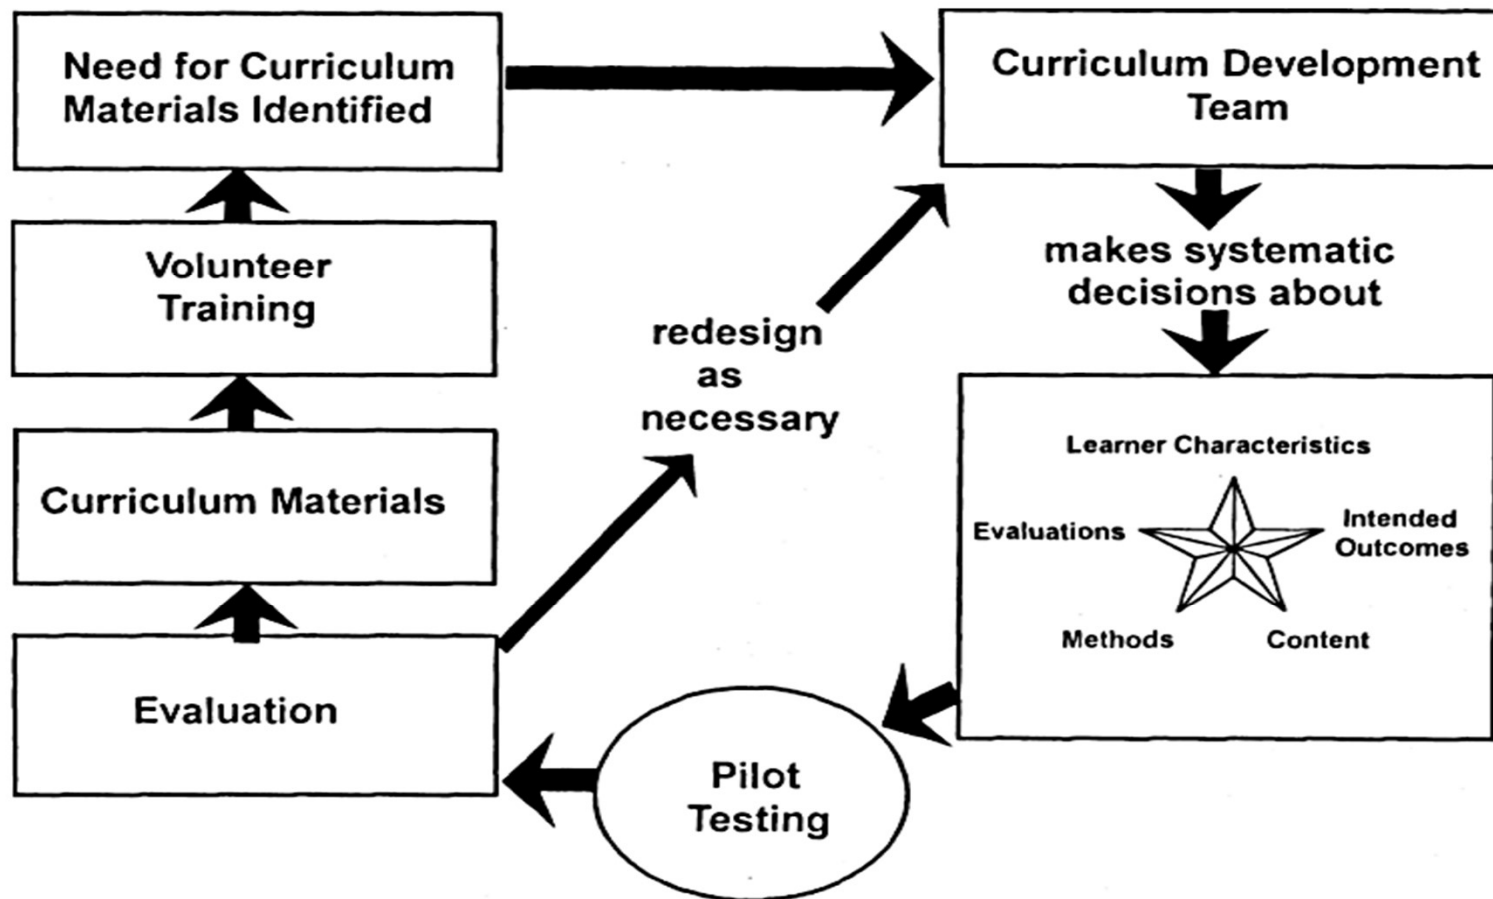 Need for Curriculum
Materials Identified
Curriculum Development
Team
makes systematic
decisions about
Volunteer
Training
redesign
as
necessary
Learner Characteristics
Evaluations
Intended
Outcomes
Methods
Content
Curriculum Materials
Evaluation
Pilot
Testing